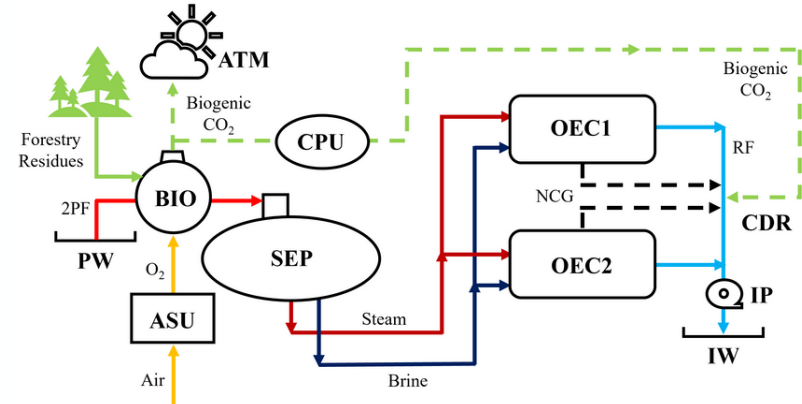 ATM
Biogenic
CO2
Biogenic
CO2
Forestry
Residues
CPU
OEC1
RF
BIO
2PF
NCG
CDR
PW
SEP
OEC2
O2
ASU
Steam
IP
IW
Air
Brine